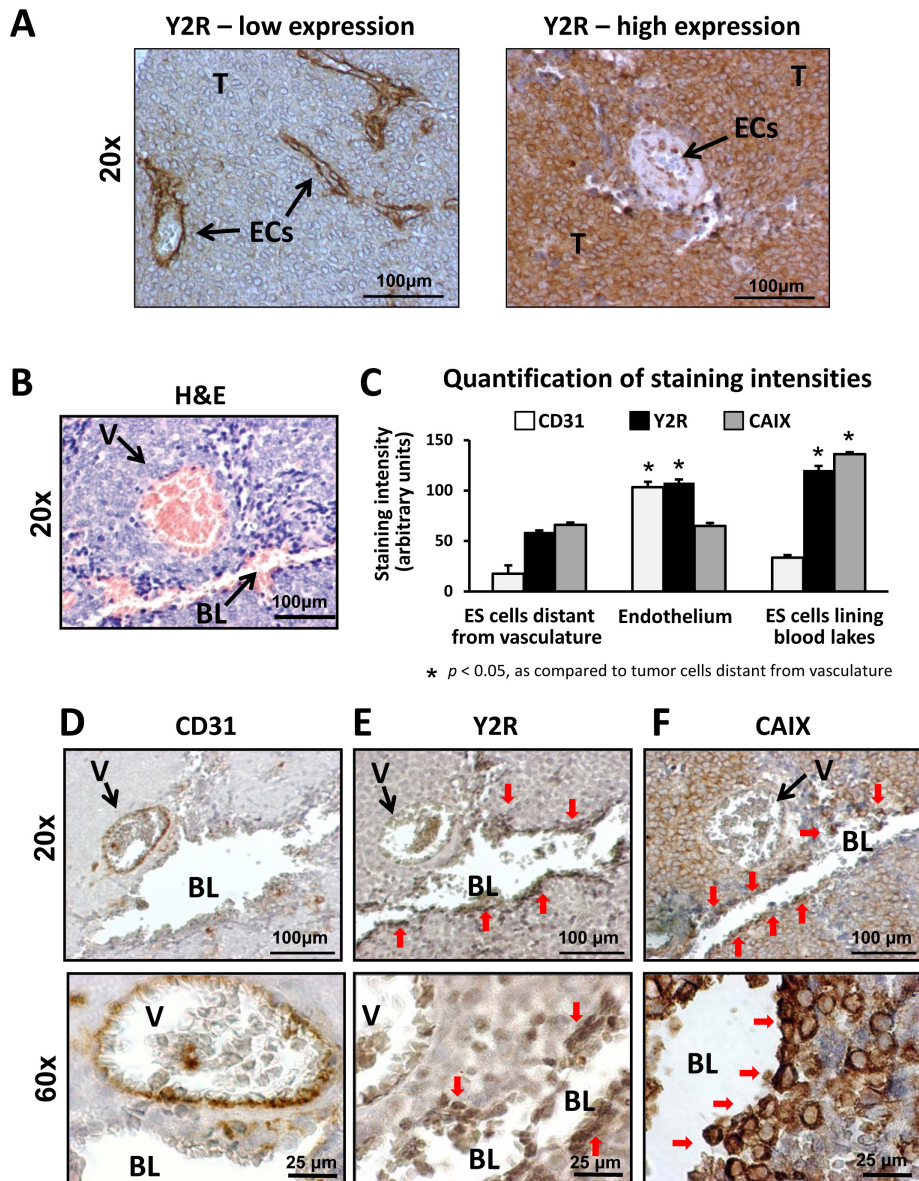 A
Y2R – low expression
Y2R – high expression
20x
T
ECs
100µm
T
ECs
T
100µm
B
H&E
20x
V
BL
100µm
C
Quantification of staining intensities
CD31
Y2R
CAIX
Staining intensity
(arbitrary units)
150
100
50
0
* * * *
ES cells distant
from vasculature
Endothelium
ES cells lining
blood lakes
* p < 0.05, as compared to tumor cells distant from vasculature
D
CD31
E
Y2R
F
CAIX
20x
V
BL
100µm
V
BL
100 µm
V
BL
100 µm
60x
V
BL
25 µm
V
BL
BL
25 µm
BL
25 µm